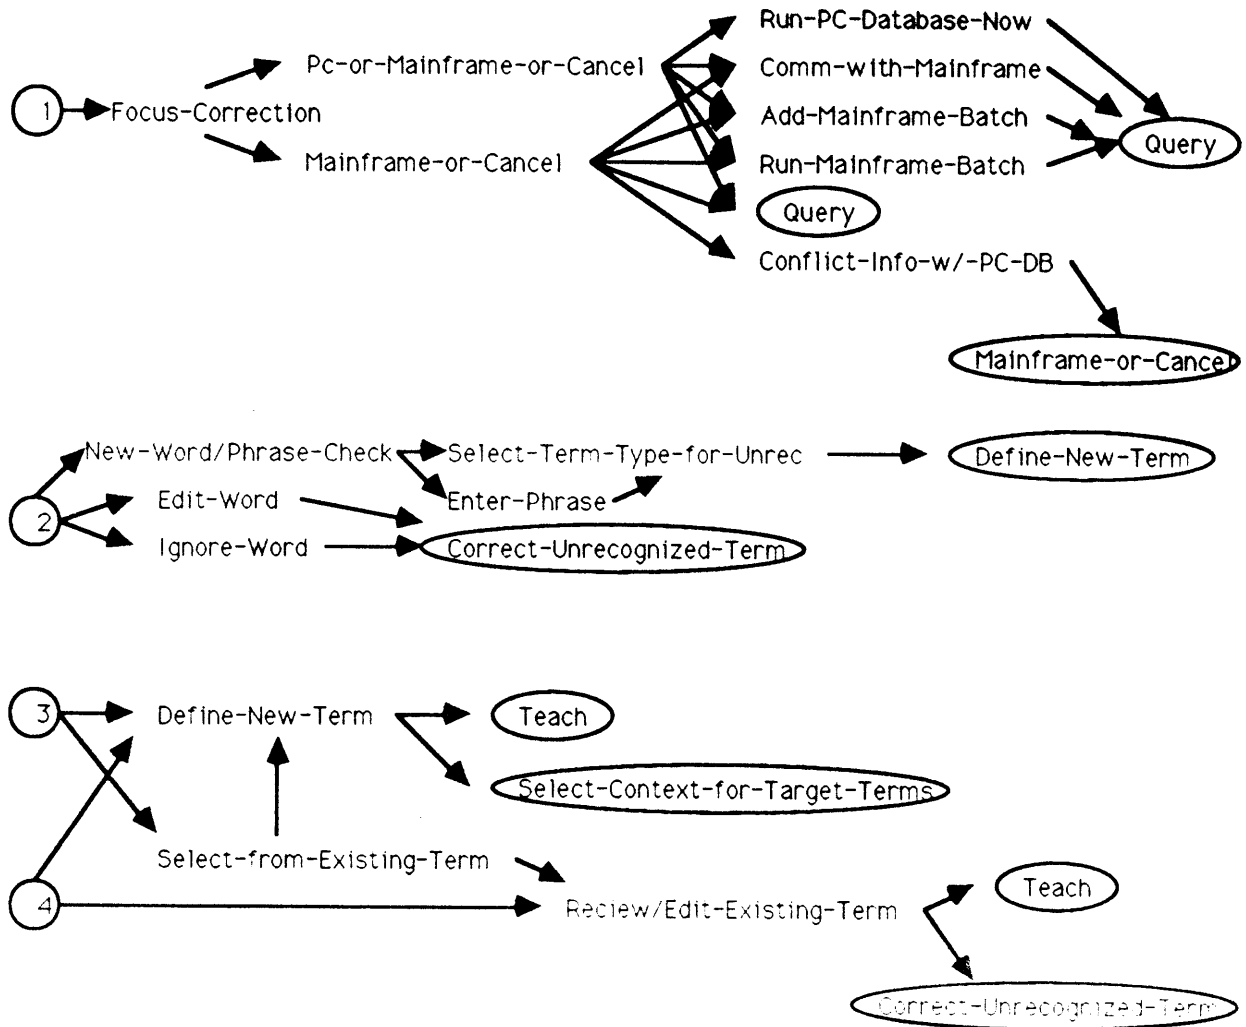 Run-PC-Database-Now
Pc-or-Mainframe-or-Cancel
Comm-with-Mainframe
1
Focus-Correction
Add-Mainframe-Batch
Query
Mainframe-or-Cancel
Run-Mainframe-Batch
Query
Conflict-Info-w/-PC-DB
Mainframe-or-Cancel
New-Word/Phrase-Check
Select-Term-Type-for-Unrec
Define-New-Term
2
Edit-Word
Enter-Phrase
Ignore-Word
Correct-Unrecognized-Term
3
Define-New-Term
Teach
Select-Context-for-Target-Terms
Select-from-Existing-Term
4
Reciew/Edit-Existing-Term
Teach
Correct-Unrecognized-Term